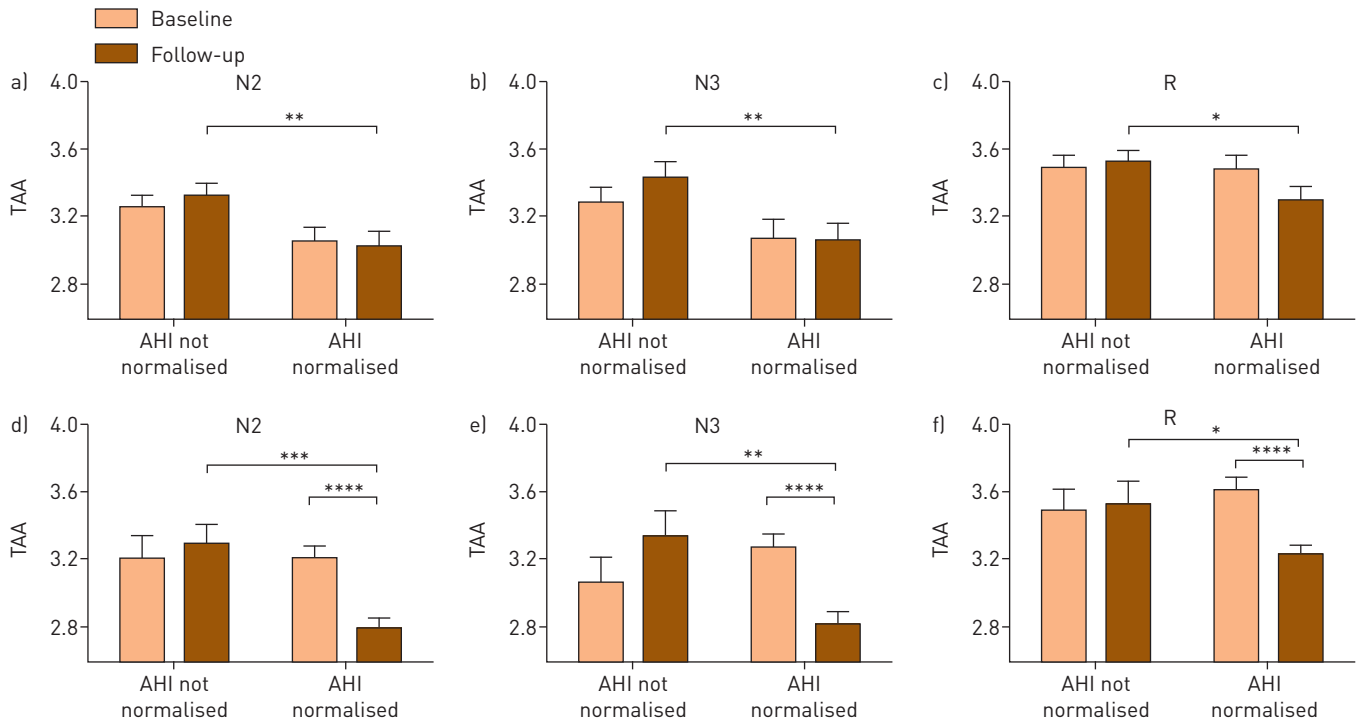 Baseline
Follow-up
a)
N2
4.0
3.6
3.2
2.8
TAA
**
AHI not
normalised
AHI
normalised
b)
N3
4.0
3.6
3.2
2.8
TAA
**
AHI not
normalised
AHI
normalised
c)
R
4.0
3.6
3.2
2.8
TAA
*
AHI not
normalised
AHI
normalised
d)
N2
4.0
3.6
3.2
2.8
TAA
***
****
AHI not
normalised
AHI
normalised
e)
N3
4.0
3.6
3.2
2.8
TAA
**
****
AHI not
normalised
AHI
normalised
f)
R
4.0
3.6
3.2
2.8
TAA
*
****
AHI not
normalised
AHI
normalised